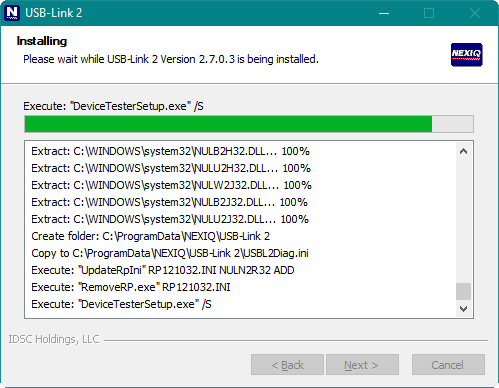 USB-Link 2
Installing
Please wait while USB-Link 2 Version 2.7.0.3 is being installed.
NEXIQ
Execute: "DeviceTesterSetup.exe" /S
Extract: C:\WINDOWS\system32\NULB2H32.DLL... 100%
Extract: C:\WINDOWS\system32\NULU2H32.DLL... 100%
Extract: C:\WINDOWS\system32\NULW2J32.DLL... 100%
Extract: C:\WINDOWS\system32\NULB2J32.DLL... 100%
Extract: C:\WINDOWS\system32\NULU2J32.DLL... 100%
Create folder: C:\ProgramData\NEXIQ\USB-Link 2
Copy to C:\ProgramData\NEXIQ\USB-Link 2\USBL2Diag.ini
Execute: "UpdateRpIni" RP121032.INI NULN2R32 ADD
Execute: "RemoveRP.exe" RP121032.INI
Execute: "DeviceTesterSetup.exe" /S
IDSC Holdings, LLC
< Back
Next >
Cancel